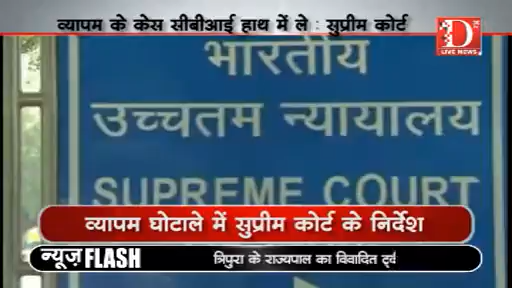 व्यापम के केस सीबीआई हाथ में ले : सुप्रीम कोर्ट
D
LIVE NEWS
भारतीय
उच्चतम न्यायालय
SUPREME COURT
व्यापम घोटाले में सुप्रीम कोर्ट के निर्देश
न्यूज़ FLASH
त्रिपुरा के राज्यपाल का विवादित